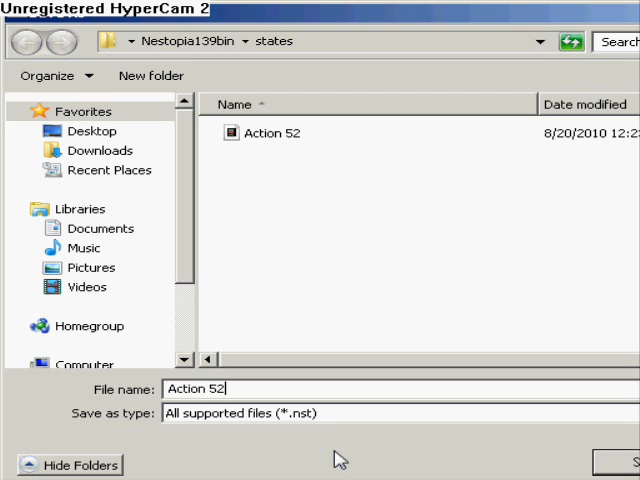 Unregistered HyperCam 2
Nestopia139bin states
Search
Organize New folder
Name Date modified
Favorites
Desktop
Downloads
Recent Places
Libraries
Documents
Music
Pictures
Videos
Homegroup
Computer
Action 52 8/20/2010 12:2
File name: Action 52
Save as type: All supported files (*.nst)
Hide Folders S